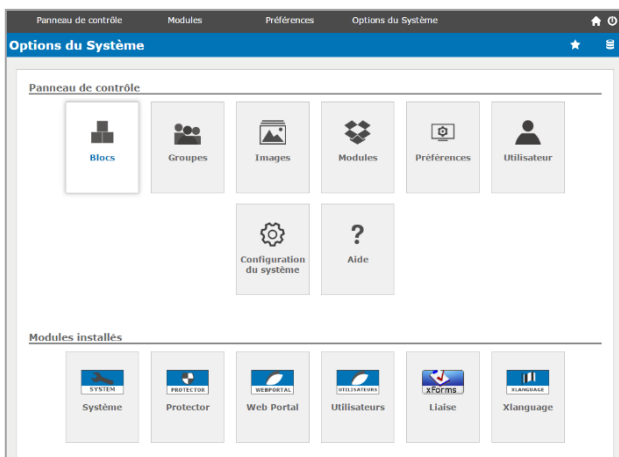 Panneau de contrôle Modules Préférences Options du Système
Options du Système
Panneau de contrôle
Blocs Groupes Images Modules Préférences Utilisateur
Configuration du système Aide
Modules installés
SYSTEM PROTECTOR WEBPORTAL UTILISATEURS xForms XLANGUAGE
Système Protector Web Portal Utilisateurs Liaise Xlanguage